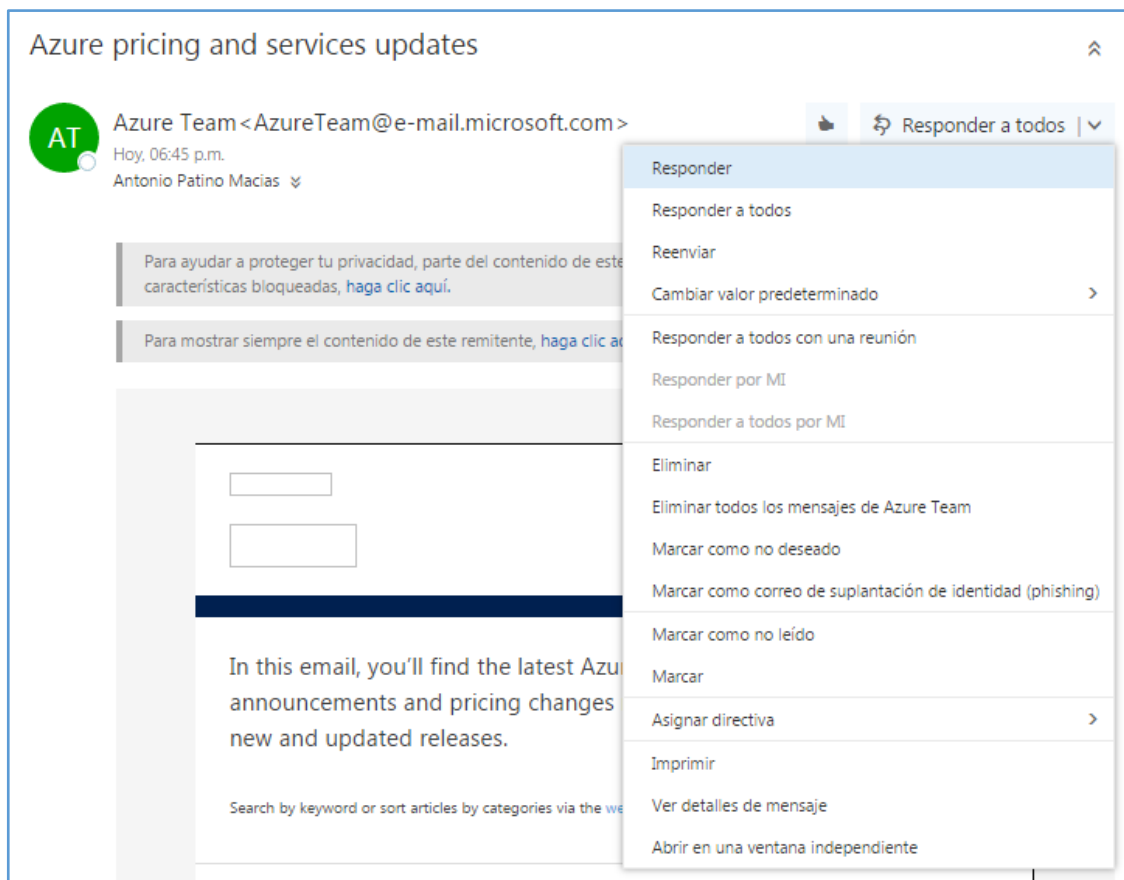 Azure pricing and services updates
AT
Azure Team<AzureTeam@e-mail.microsoft.com>
Responder a todos
Hoy, 06:45 p.m.
Antonio Patino Macias
Para ayudar a proteger tu privacidad, parte del contenido de este
características bloqueadas, haga clic aquí.
Para mostrar siempre el contenido de este remitente, haga clic
In this email, you'll find the latest
announcements and pricing changes
new and updated releases.
Search by keyword or sort articles by categories via the
Responder
Responder a todos
Reenviar
Cambiar valor predeterminado
Responder a todos con una reunión
Responder por MI
Responder a todos por MI
Eliminar
Eliminar todos los mensajes de Azure Team
Marcar como no deseado
Marcar como correo de suplantación de identidad (phishing)
Marcar como no leído
Marcar
Asignar directiva
Imprimir
Ver detalles de mensaje
Abrir en una ventana independiente